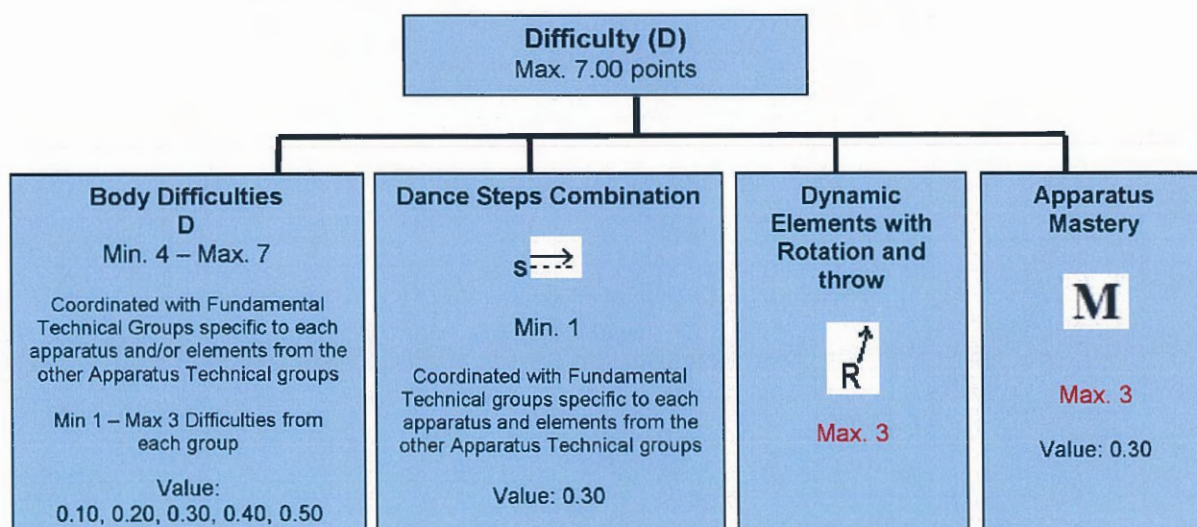 Difficulty (D)
Max. 7.00 points
Body Difficulties
D
Min. 4 – Max. 7
Coordinated with Fundamental
Technical Groups specific to each
apparatus and/or elements from the
other Apparatus Technical groups
Min 1 – Max 3 Difficulties from
each group
Value:
0.10, 0.20, 0.30, 0.40, 0.50
Dance Steps Combination
S
Min. 1
Coordinated with Fundamental
Technical groups specific to each
apparatus and elements from the
other Apparatus Technical groups
Value: 0.30
Dynamic
Elements with
Rotation and
throw
R
Max. 3
Apparatus
Mastery
M
Max. 3
Value: 0.30